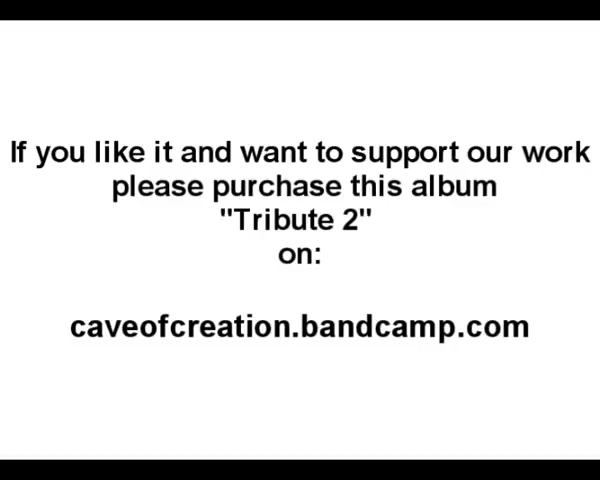 If you like it and want to support our work
please purchase this album
"Tribute 2"
on:
caveofcreation.bandcamp.com